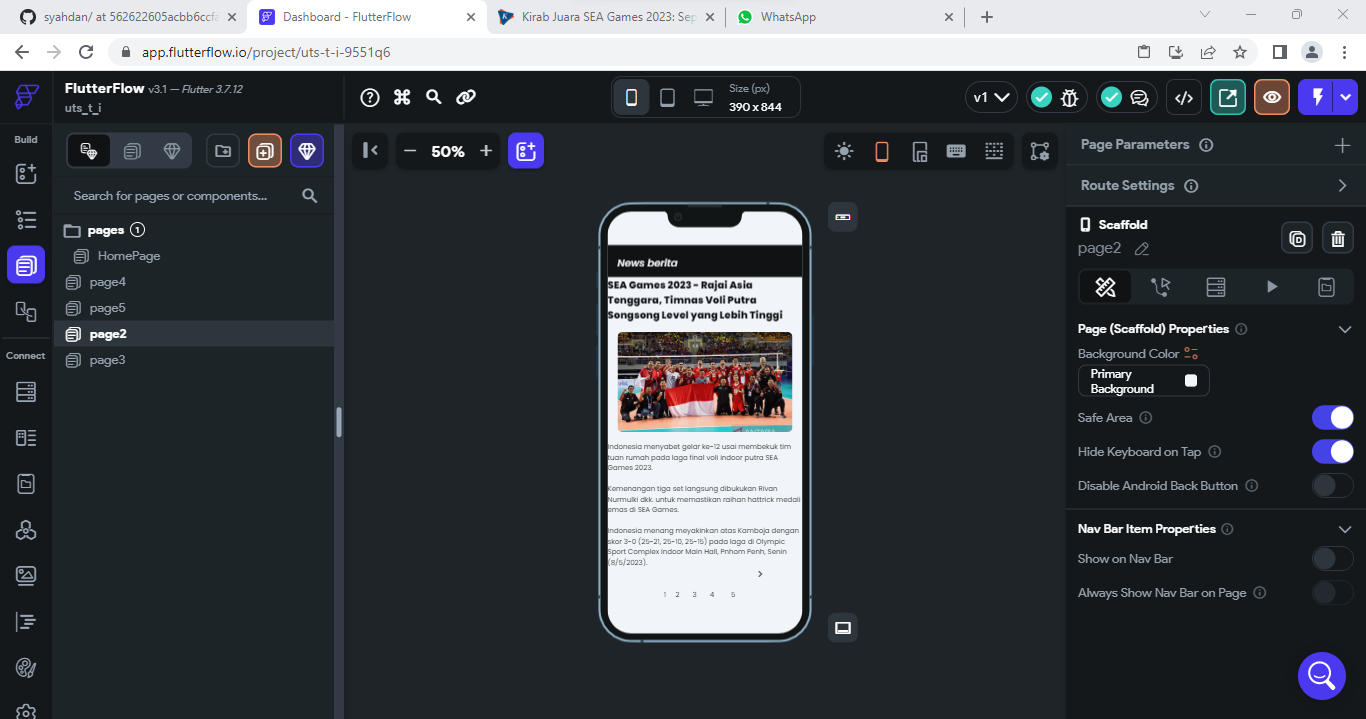 syahdan/ at 562622605acbb6ccfa
Dashboard - FlutterFlow
Kirab Juara SEA Games 2023: Sep
WhatsApp
app.flutterflow.io/project/uts-t-i-9551q6
FlutterFlow v3.1 — Flutter 3.7.12
uts_t_i
Size (px)
390 x 844
v1
Build
50%
Page Parameters
Search for pages or components...
Route Settings
pages 1
HomePage
page4
page5
page2
page3
Connect
News berita
SEA Games 2023 - Rajai Asia
Tenggara, Timnas Voli Putra
Songsong Level yang Lebih Tinggi
Indonesia menyabet gelar ke-12 usai membekuk tim
tuan rumah pada laga final voli indoor putra SEA
Games 2023.
Kemenangan tiga set langsung dibukukan Rivan
Nurmulki dkk. untuk memastikan raihan hattrick medali
emas di SEA Games.
Indonesia menang meyakinkan atas Kamboja dengan
skor 3-0 (25-21, 25-10, 25-15) pada laga di Olympic
Sport Complex Indoor Main Hall, Pnhom Penh, Senin
(8/5/2023).
1 2 3 4 5
Scaffold
page2
Page (Scaffold) Properties
Background Color
Primary
Background
Safe Area
Hide Keyboard on Tap
Disable Android Back Button
Nav Bar Item Properties
Show on Nav Bar
Always Show Nav Bar on Page